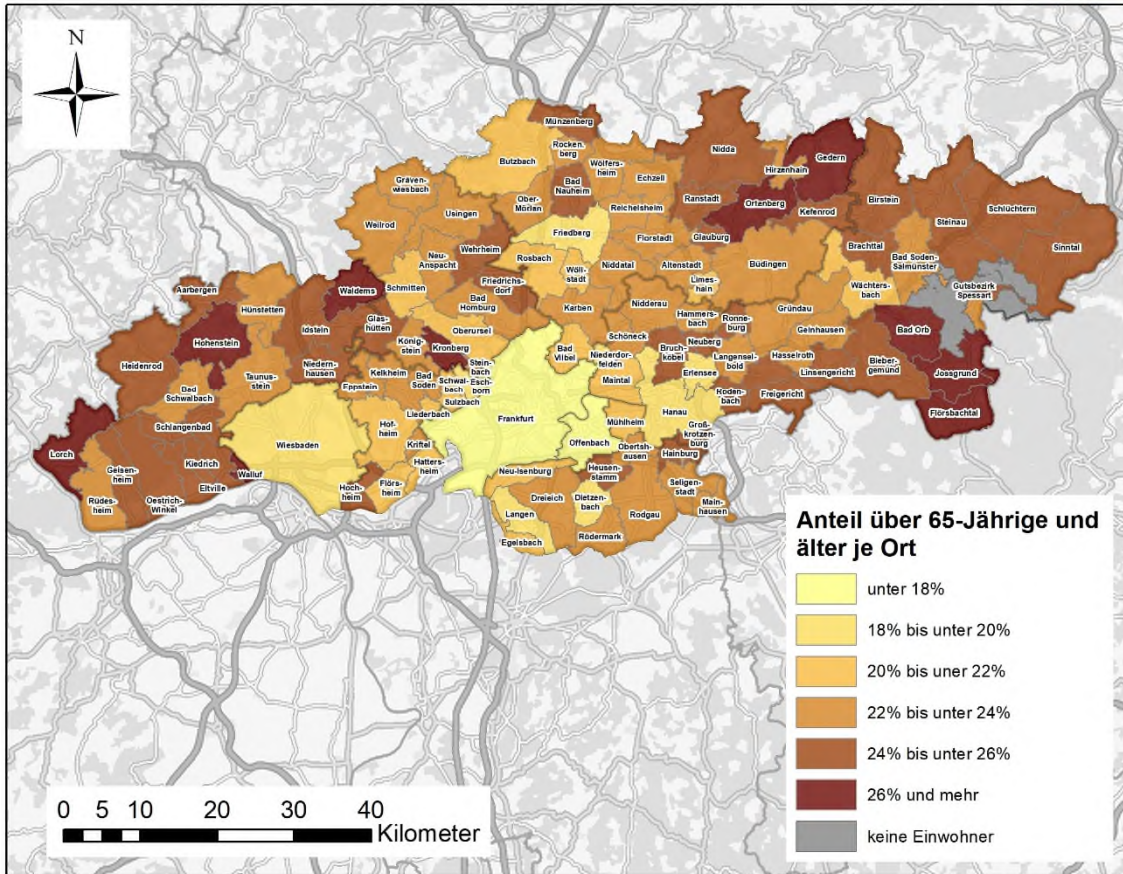 N
Münzenberg
Rocken.
berg
Butzbach
Wölfers-
heim
Echzell
Nidda
Hirzenhain
Gedern
Gräven-
wiesbach
Bad
Nauheim
Ober-
Mörlen
Reichelsheim
Ranstadt
Ortenberg
Kefenrod
Birstein
Steinau
Schlüchtern
Sinntal
Weilrod
Usingen
Friedberg
Florstadt
Glauburg
Wehrheim
Neu-
Anspacht
Rosbach
Wöll-
stadt
Niddatal
Altenstadt
Büdingen
Brachttal
Bad Soden-
Salmünster
Limes-
hain
Wächters-
bach
Gutsbezirk
Spessart
Aarbergen
Waldems
Schmitten
Friedrichs-
dorf
Bad
Homburg
Karben
Nidderau
Hünstetten
Glas-
hütten
Idstein
Oberursel
Hammers-
bach
Ronne-
burg
Gründau
Gelnhausen
Schöneck
Hohenstein
König-
stein
Kronberg
Bad
Vilbel
Niederdor-
felden
Bruch-
köbel
Neuberg
Bad Orb
Heidenrod
Niedern-
hausen
Stein-
bach
Esch-
born
Langensel-
bold
Hasselroth
Bieber-
gemünd
Jossgrund
Taunus-
stein
Eppstein
Kelkheim
Bad
Soden
Schwal-
bach
Sulzbach
Maintal
Erlensee
Linsengericht
Bad
Schwalbach
Roden-
bach
Freigericht
Flörsbachtal
Liederbach
Frankfurt
Hanau
Schlangenbad
Hof-
heim
Mühlheim
Lorch
Wiesbaden
Kriftel
Offenbach
Groß-
krotzen-
burg
Geisen-
heim
Kiedrich
Walluf
Hatters-
heim
Obertsh-
ausen
Hainburg
Eltville
Neu-Isenburg
Heusen-
stamm
Rüdes-
heim
Oestrich-
Winkel
Hoch-
heim
Flörs-
heim
Seligen-
stadt
Dreieich
Dietzen-
bach
Main-
hausen
Langen
Rodgau
Egelsbach
Rödermark
Anteil über 65-Jährige und
älter je Ort
unter 18%
18% bis unter 20%
20% bis uner 22%
22% bis unter 24%
24% bis unter 26%
26% und mehr
keine Einwohner
0 5 10 20 30 40
Kilometer